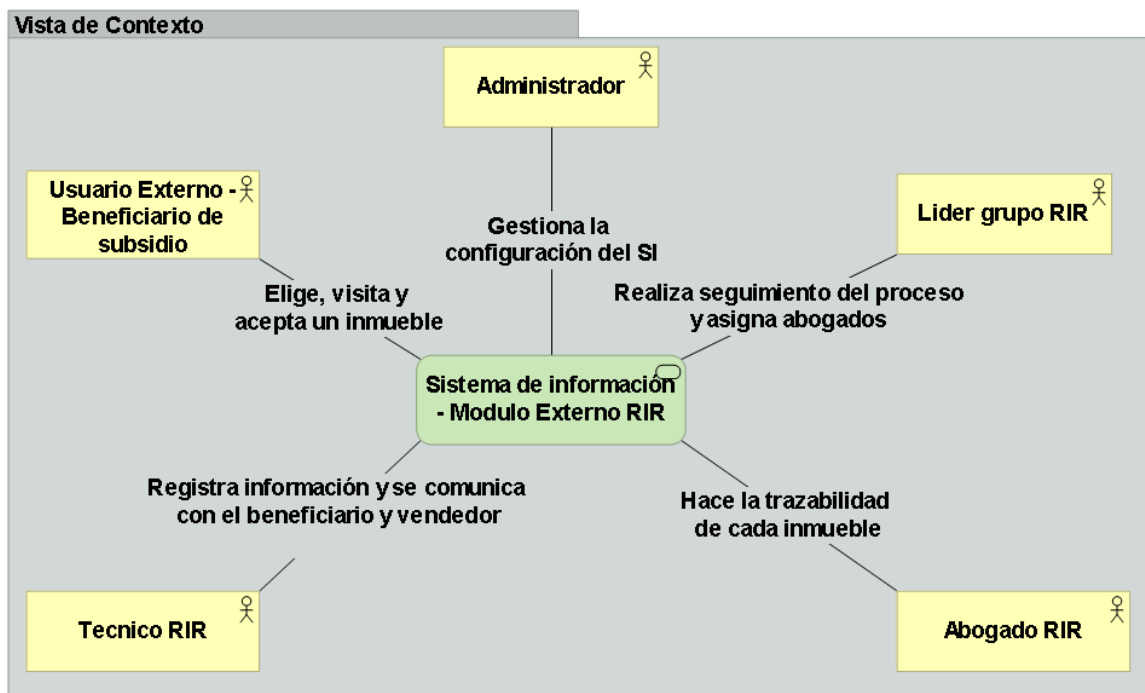 Vista de Contexto
Administrador
Usuario Externo -
Beneficiario de
subsidio
Lider grupo RIR
Gestiona la
configuración del SI
Elige, visita y
acepta un inmueble
Realiza seguimiento del proceso
y asigna abogados
Sistema de información
- Modulo Externo RIR
Registra información y se comunica
con el beneficiario y vendedor
Hace la trazabilidad
de cada inmueble
Tecnico RIR
Abogado RIR